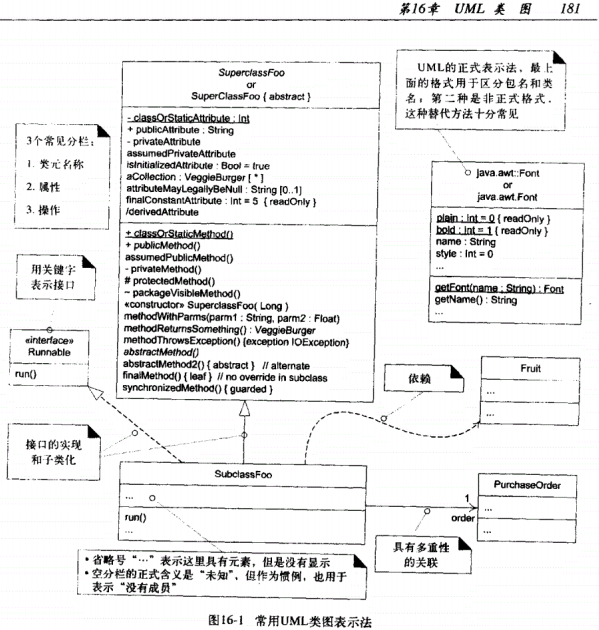 第16章 UML 类 图 181
SuperclassFoo
or
SuperClassFoo { abstract }
- classOrStaticAttribute : Int
+ publicAttribute : String
- privateAttribute
assumedPrivateAttribute
isInitializedAttribute : Bool = true
aCollection : VeggieBurger [ * ]
attributeMayLegallyBeNull : String [0..1]
finalConstantAttribute : Int = 5 { readOnly }
/derivedAttribute
+ classOrStaticMethod()
+ publicMethod()
assumedPublicMethod()
- privateMethod()
# protectedMethod()
~ packageVisibleMethod()
«constructor» SuperclassFoo( Long )
methodWithParms(parm1 : String, parm2 : Float)
methodReturnsSomething() : VeggieBurger
methodThrowsException() {exception IOException}
abstractMethod()
abstractMethod2() { abstract } // alternate
finalMethod() { leaf } // no override in subclass
synchronizedMethod() { guarded }
UML的正式表示法，最上
面的格式用于区分包名和类
名；第二种是非正式格式，
这种替代方法十分常见
3个常见分栏：
1. 类元名称
2. 属性
3. 操作
java.awt::Font
or
java.awt.Font
plain : Int = 0 { readOnly }
bold : Int = 1 { readOnly }
name : String
style : Int = 0
...
getFont(name : String) : Font
getName() : String
...
用关键字
表示接口
«interface»
Runnable
run()
依赖
Fruit
...
...
接口的实现
和子类化
SubclassFoo
...
run()
...
1
order
PurchaseOrder
...
...
具有多重性
的关联
• 省略号“…”表示这里具有元素，但是没有显示
• 空分栏的正式含义是“未知”，但作为惯例，也用于
表示“没有成员”
图16-1 常用UML类图表示法